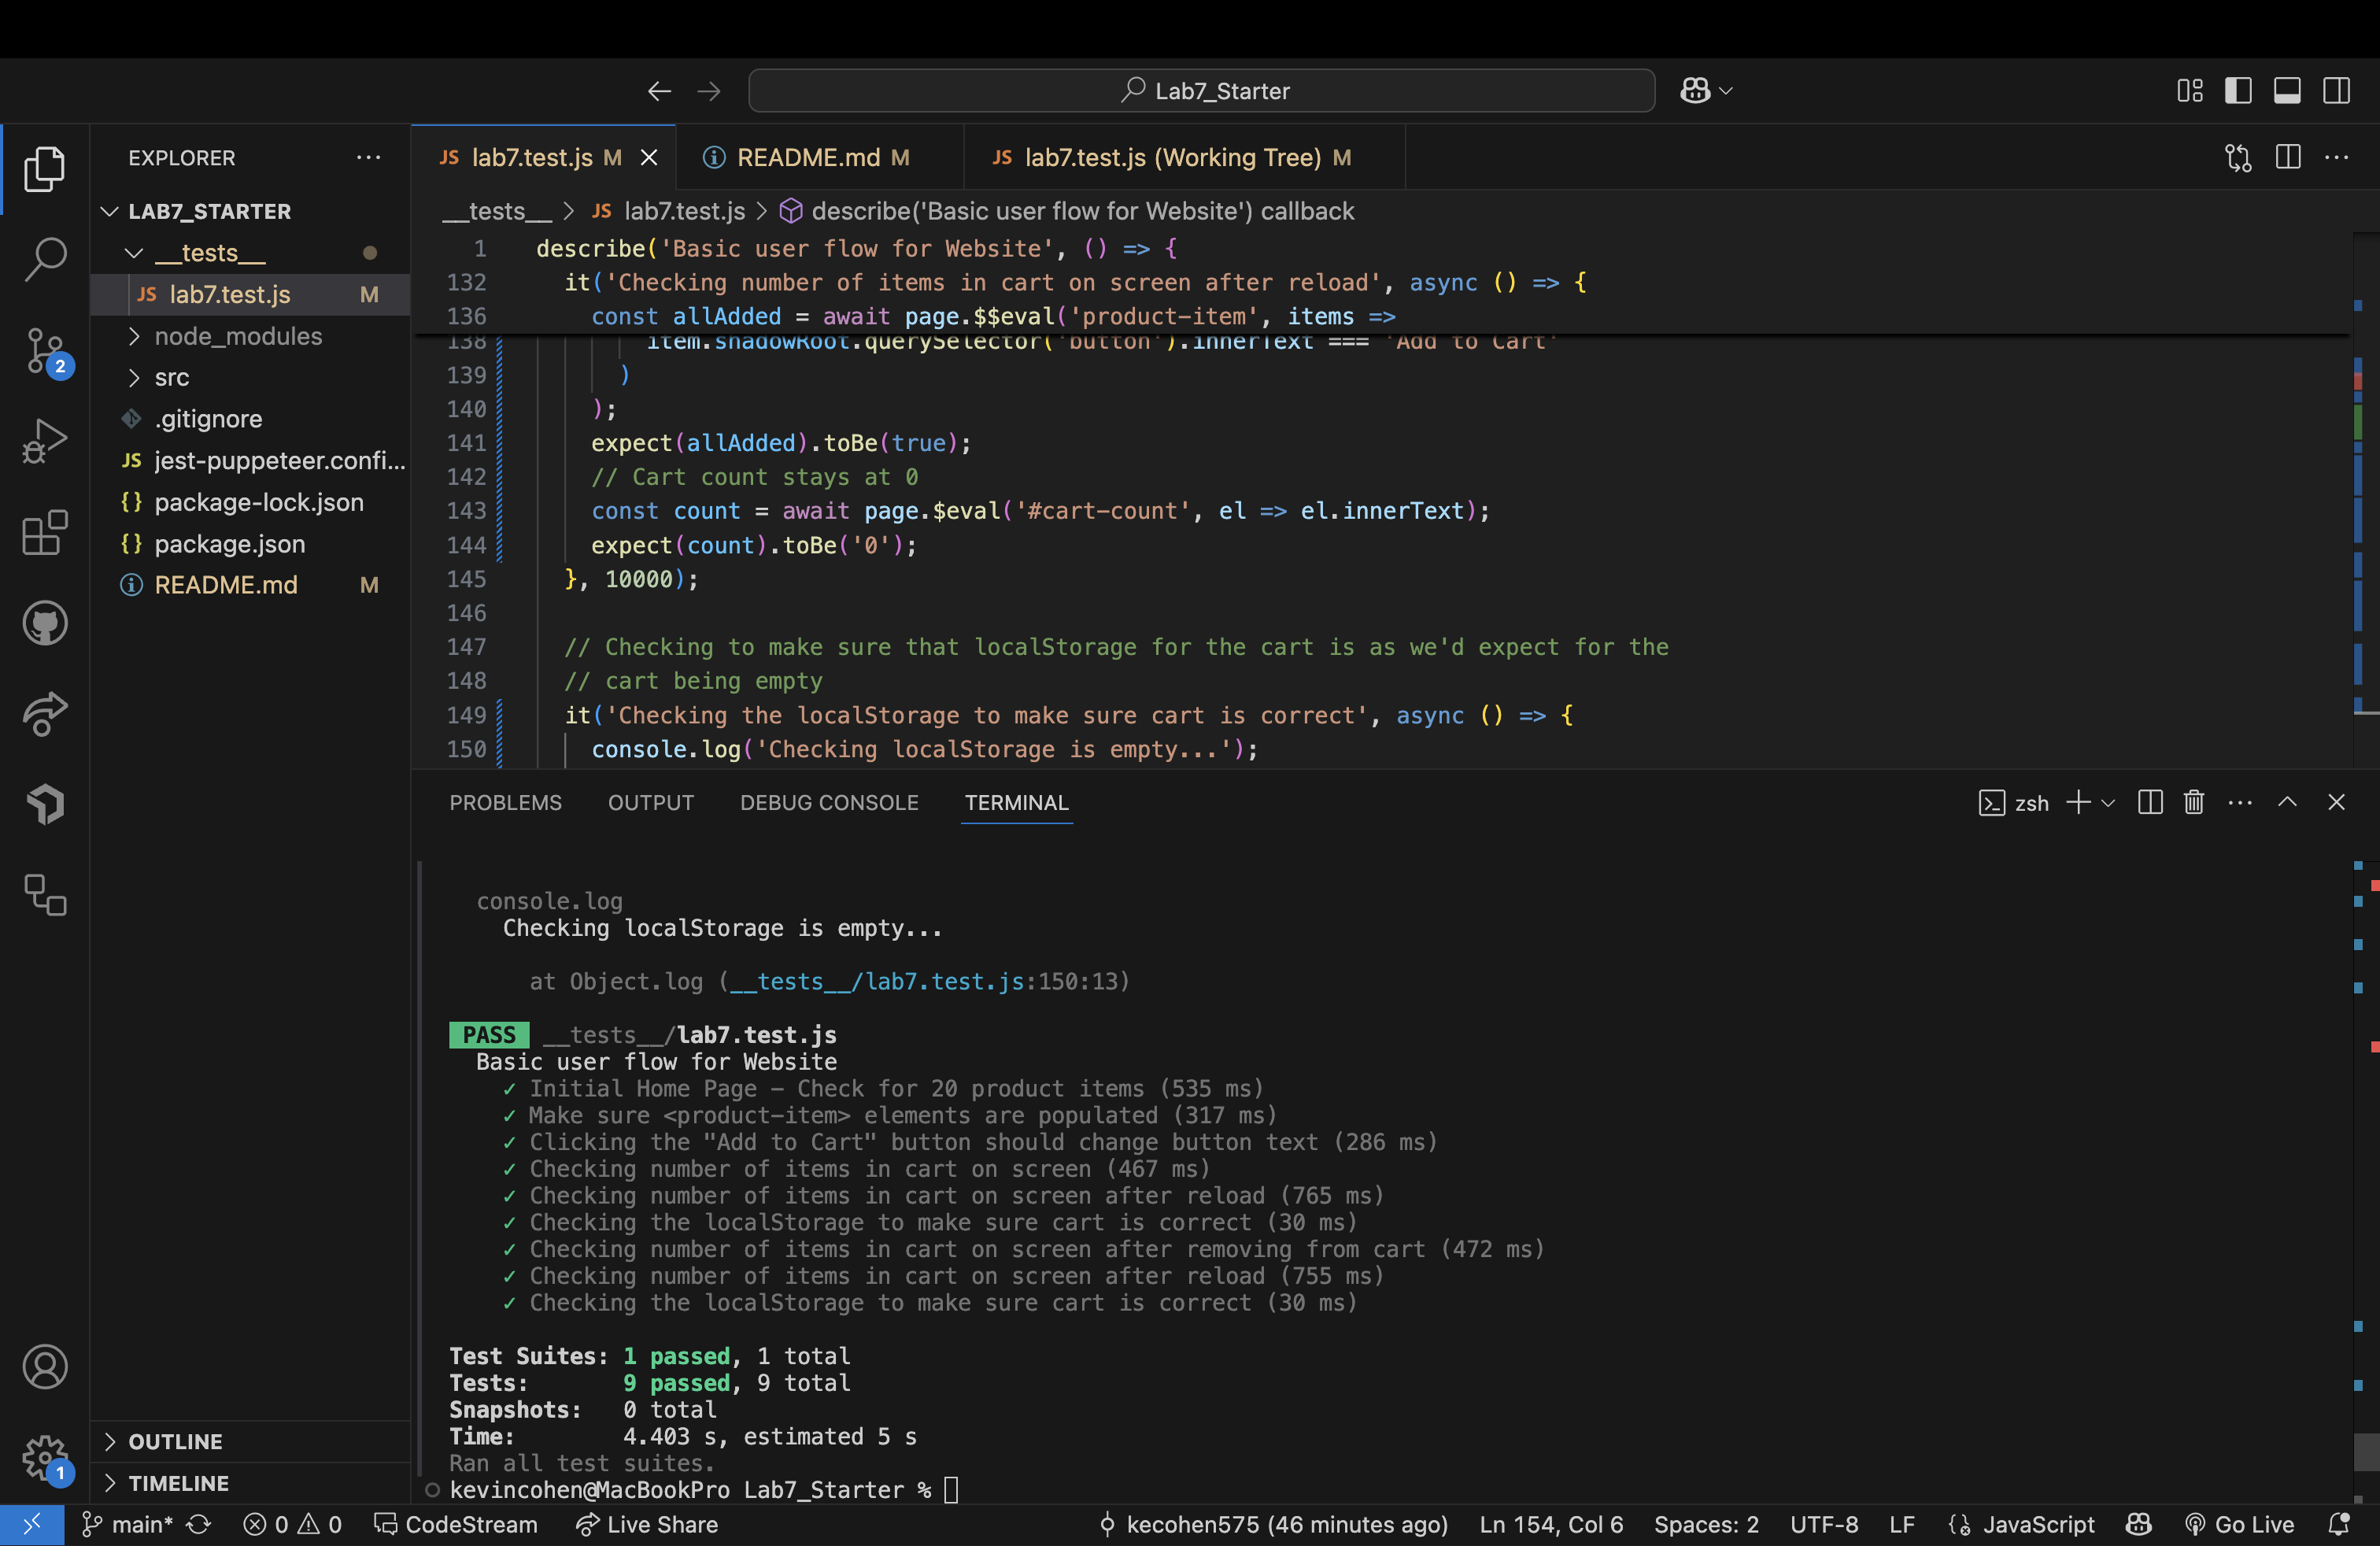 Lab7_Starter
EXPLORER
LAB7_STARTER
__tests__
JS lab7.test.js M
node_modules
src
.gitignore
JS jest-puppeteer.confi...
{} package-lock.json
{} package.json
README.md M
OUTLINE
TIMELINE
2
1
JS lab7.test.js M
README.md M
JS lab7.test.js (Working Tree) M
__tests__ > JS lab7.test.js > describe('Basic user flow for Website') callback
1 describe('Basic user flow for Website', () => {
132 it('Checking number of items in cart on screen after reload', async () => {
136 const allAdded = await page.$$eval('product-item', items =>
138 item.shadowRoot.querySelector('button').innerText === 'Add to Cart'
139 )
140 );
141 expect(allAdded).toBe(true);
142 // Cart count stays at 0
143 const count = await page.$eval('#cart-count', el => el.innerText);
144 expect(count).toBe('0');
145 }, 10000);
146
147 // Checking to make sure that localStorage for the cart is as we'd expect for the
148 // cart being empty
149 it('Checking the localStorage to make sure cart is correct', async () => {
150 console.log('Checking localStorage is empty...');
PROBLEMS OUTPUT DEBUG CONSOLE TERMINAL
zsh
console.log
Checking localStorage is empty...
at Object.log (__tests__/lab7.test.js:150:13)
PASS __tests__/lab7.test.js
Basic user flow for Website
✓ Initial Home Page – Check for 20 product items (535 ms)
✓ Make sure <product-item> elements are populated (317 ms)
✓ Clicking the "Add to Cart" button should change button text (286 ms)
✓ Checking number of items in cart on screen (467 ms)
✓ Checking number of items in cart on screen after reload (765 ms)
✓ Checking the localStorage to make sure cart is correct (30 ms)
✓ Checking number of items in cart on screen after removing from cart (472 ms)
✓ Checking number of items in cart on screen after reload (755 ms)
✓ Checking the localStorage to make sure cart is correct (30 ms)
Test Suites: 1 passed, 1 total
Tests: 9 passed, 9 total
Snapshots: 0 total
Time: 4.403 s, estimated 5 s
Ran all test suites.
kevincohen@MacBookPro Lab7_Starter %
main* 0 0 CodeStream Live Share kecohen575 (46 minutes ago) Ln 154, Col 6 Spaces: 2 UTF-8 LF JavaScript Go Live